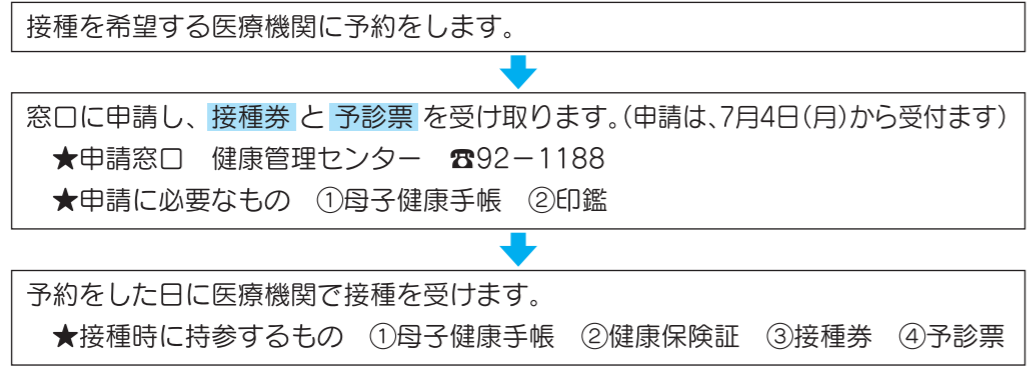 接種を希望する医療機関に予約をします。
窓口に申請し、接種券と予診票を受け取ります。(申請は、7月4日(月)から受付ます)
★申請窓口　健康管理センター　☎92－1188
★申請に必要なもの　①母子健康手帳　②印鑑
予約をした日に医療機関で接種を受けます。
★接種時に持参するもの　①母子健康手帳　②健康保険証　③接種券　④予診票